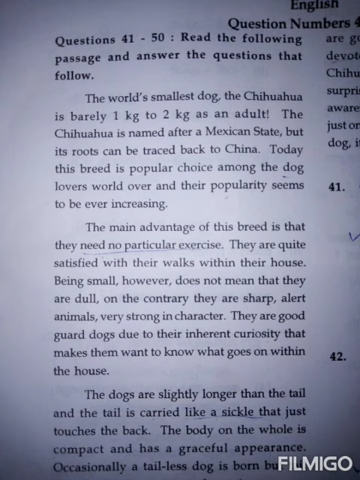 English
Question Numbers 4
Questions 41 - 50 : Read the following
passage and answer the questions that
follow.
The world's smallest dog, the Chihuahua
is barely 1 kg to 2 kg as an adult! The
Chihuahua is named after a Mexican State, but
its roots can be traced back to China. Today
this breed is popular choice among the dog
lovers world over and their popularity seems
to be ever increasing.
The main advantage of this breed is that
they need no particular exercise. They are quite
satisfied with their walks within their house.
Being small, however, does not mean that they
are dull, on the contrary they are sharp, alert
animals, very strong in character. They are good
guard dogs due to their inherent curiosity that
makes them want to know what goes on within
the house.
The dogs are slightly longer than the tail
and the tail is carried like a sickle that just
touches the back. The body on the whole is
compact and has a graceful appearance.
Occasionally a tail-less dog is born bu
are go
devot
Chihu
surpri
aware
just on
dog, i
41.
42.
FILMIGO